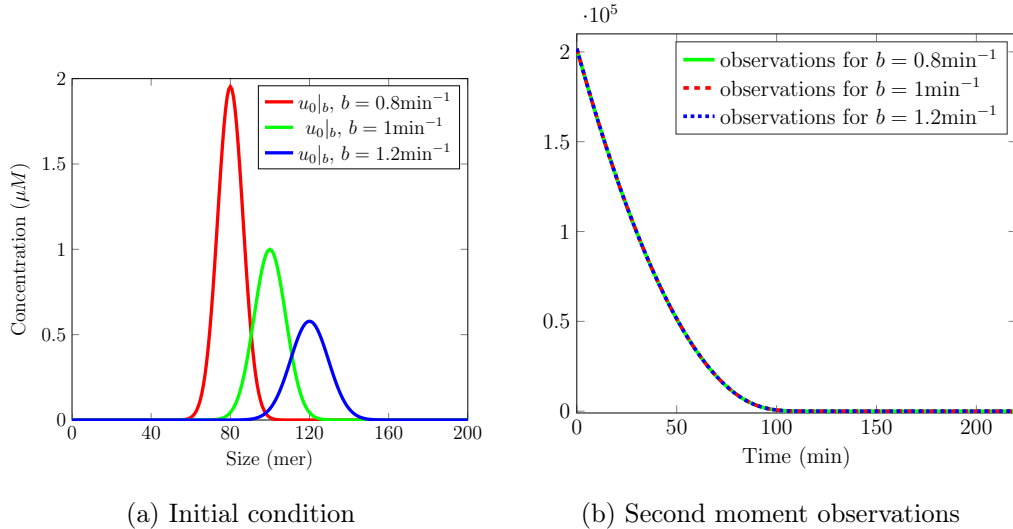 2
1.5
1
0.5
0
Concentration (μM)
u₀|b, b = 0.8min⁻¹
u₀|b, b = 1min⁻¹
u₀|b, b = 1.2min⁻¹
0 40 80 120 160 200
Size (mer)
(a) Initial condition
·10⁵
2
1.5
1
0.5
0
observations for b = 0.8min⁻¹
observations for b = 1min⁻¹
observations for b = 1.2min⁻¹
0 50 100 150 200
Time (min)
(b) Second moment observations